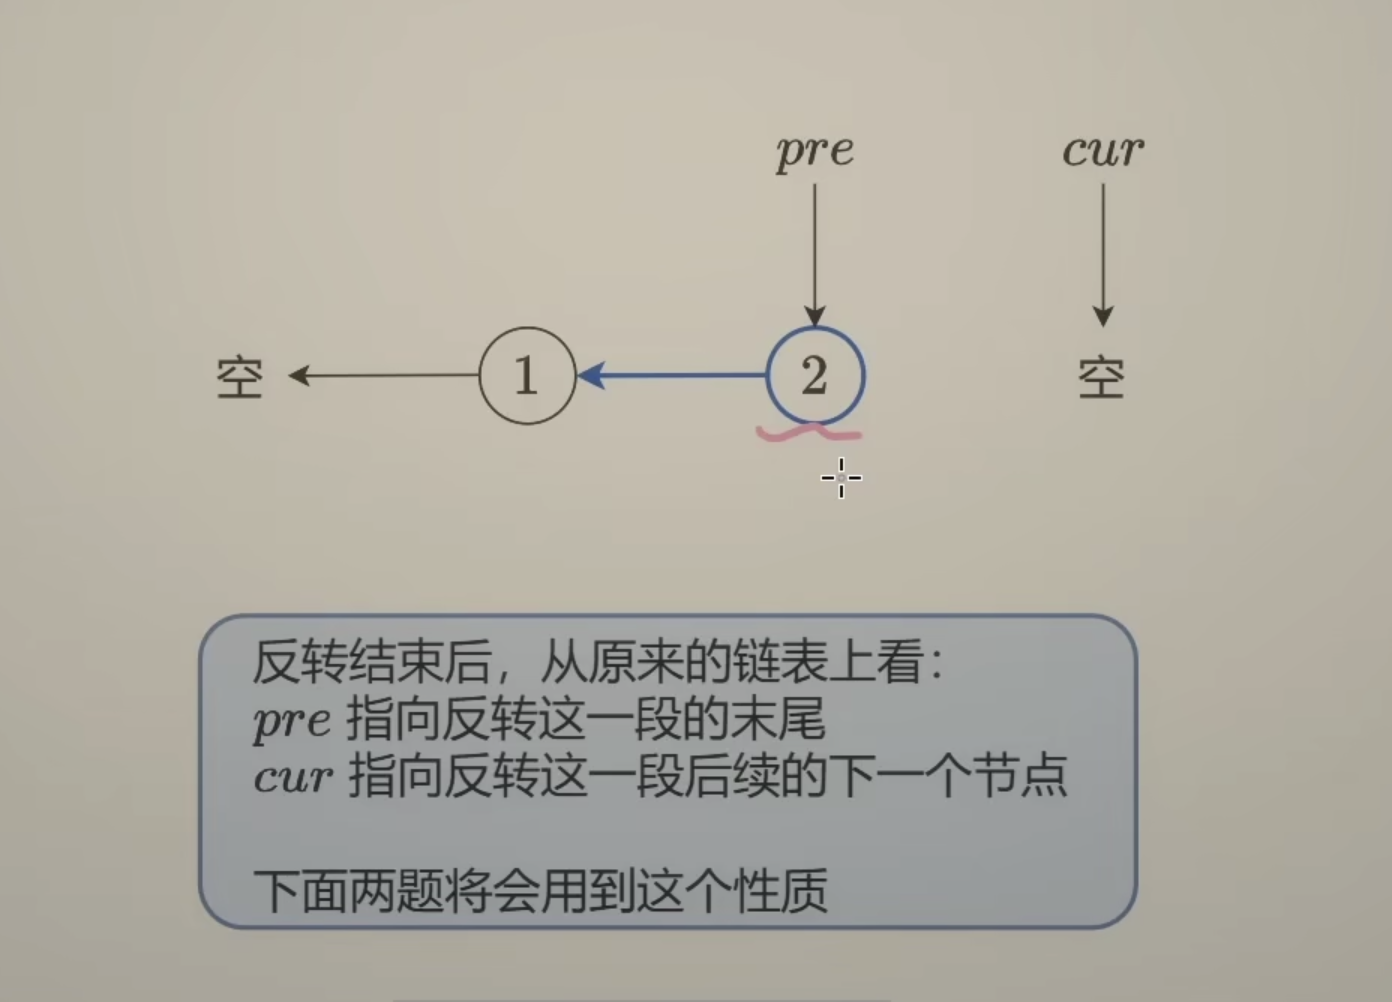 pre
cur
空
1
2
空
反转结束后，从原来的链表上看：
pre 指向反转这一段的末尾
cur 指向反转这一段后续的下一个节点
下面两题将会用到这个性质